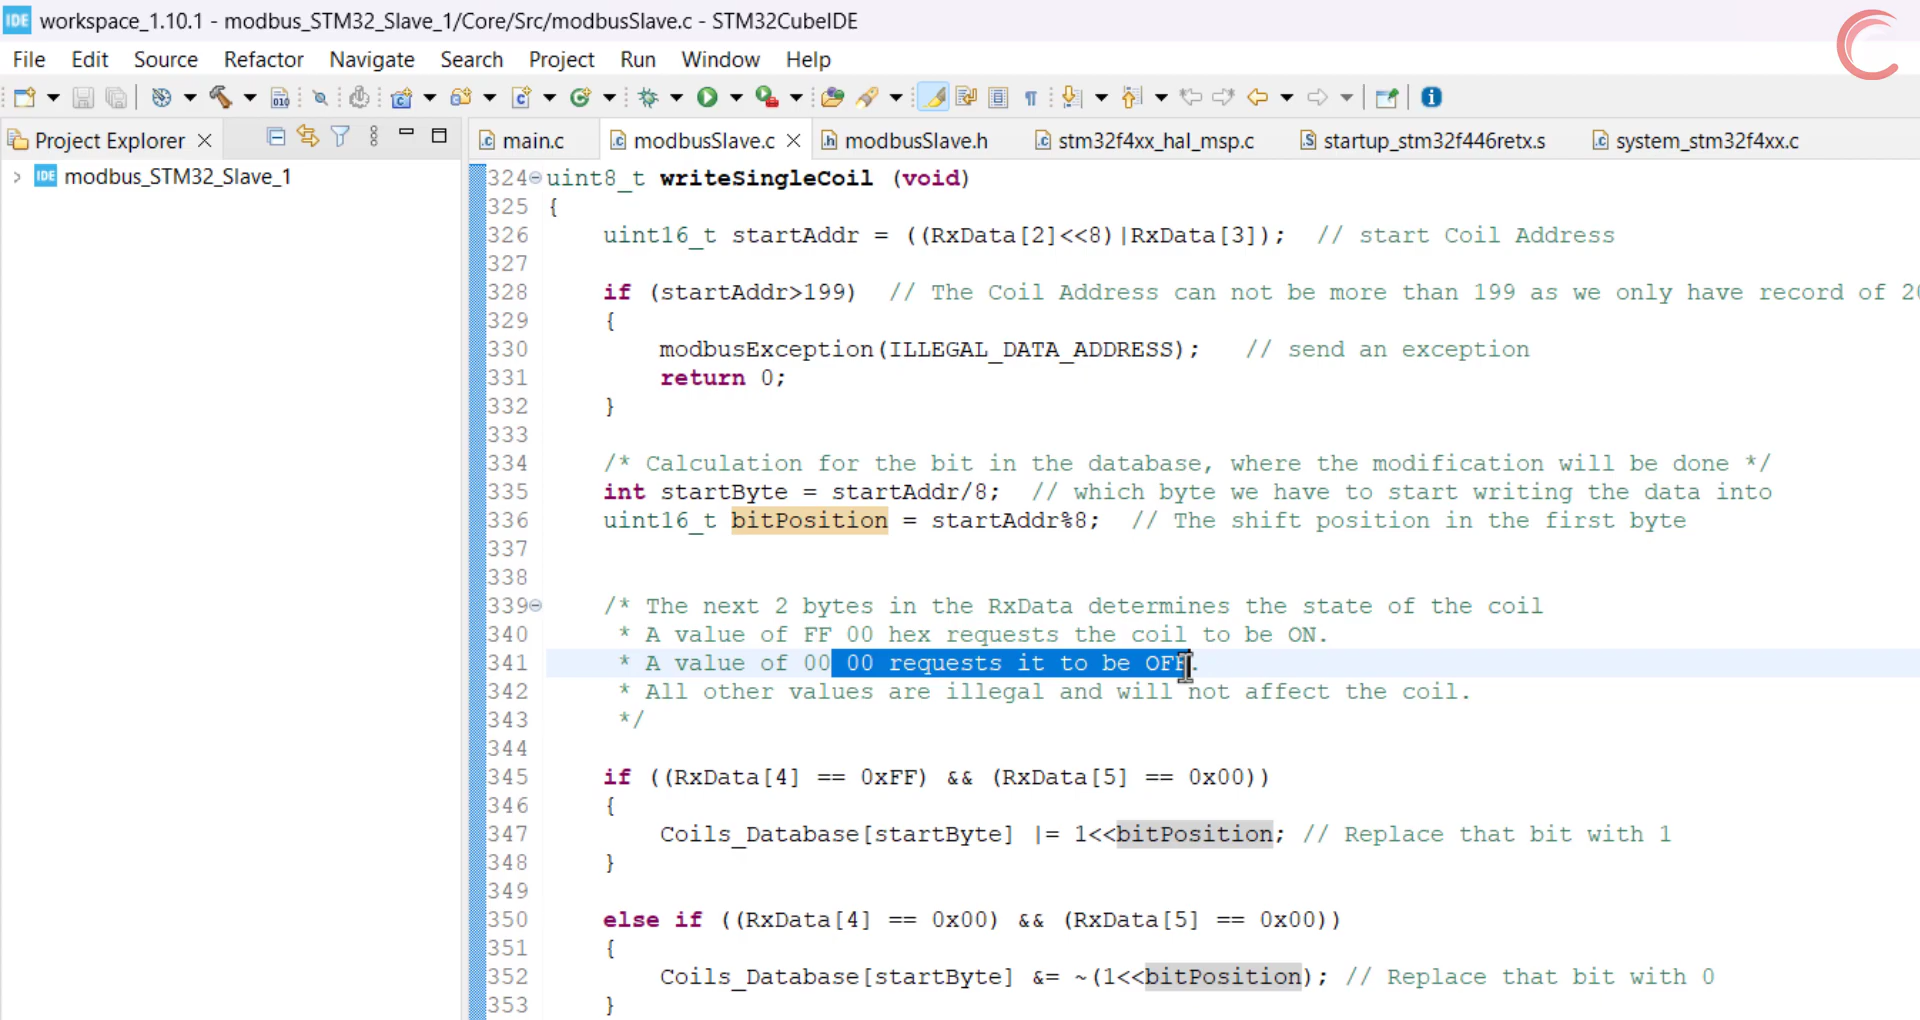 IDE workspace_1.10.1 - modbus_STM32_Slave_1/Core/Src/modbusSlave.c - STM32CubeIDE
File Edit Source Refactor Navigate Search Project Run Window Help
Project Explorer
main.c modbusSlave.c modbusSlave.h stm32f4xx_hal_msp.c startup_stm32f446retx.s system_stm32f4xx.c
IDE modbus_STM32_Slave_1
324 uint8_t writeSingleCoil (void)
325 {
326 uint16_t startAddr = ((RxData[2]<<8)|RxData[3]); // start Coil Address
327
328 if (startAddr>199) // The Coil Address can not be more than 199 as we only have record of
329 {
330 modbusException(ILLEGAL_DATA_ADDRESS); // send an exception
331 return 0;
332 }
333
334 /* Calculation for the bit in the database, where the modification will be done */
335 int startByte = startAddr/8; // which byte we have to start writing the data into
336 uint16_t bitPosition = startAddr%8; // The shift position in the first byte
337
338
339 /* The next 2 bytes in the RxData determines the state of the coil
340 * A value of FF 00 hex requests the coil to be ON.
341 * A value of 00 00 requests it to be OFF.
342 * All other values are illegal and will not affect the coil.
343 */
344
345 if ((RxData[4] == 0xFF) && (RxData[5] == 0x00))
346 {
347 Coils_Database[startByte] |= 1<<bitPosition; // Replace that bit with 1
348 }
349
350 else if ((RxData[4] == 0x00) && (RxData[5] == 0x00))
351 {
352 Coils_Database[startByte] &= ~(1<<bitPosition); // Replace that bit with 0
353 }